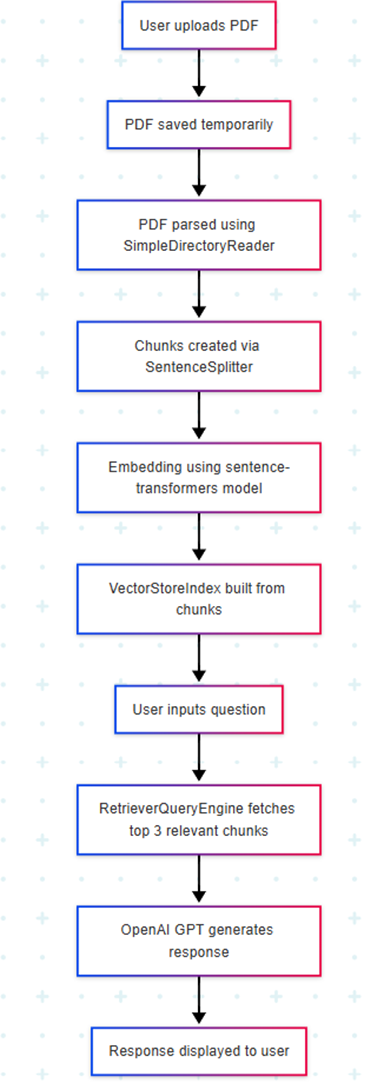 User uploads PDF
PDF saved temporarily
PDF parsed using
SimpleDirectoryReader
Chunks created via
SentenceSplitter
Embedding using sentence-
transformers model
VectorStoreIndex built from
chunks
User inputs question
RetrieverQueryEngine fetches
top 3 relevant chunks
OpenAI GPT generates
response
Response displayed to user